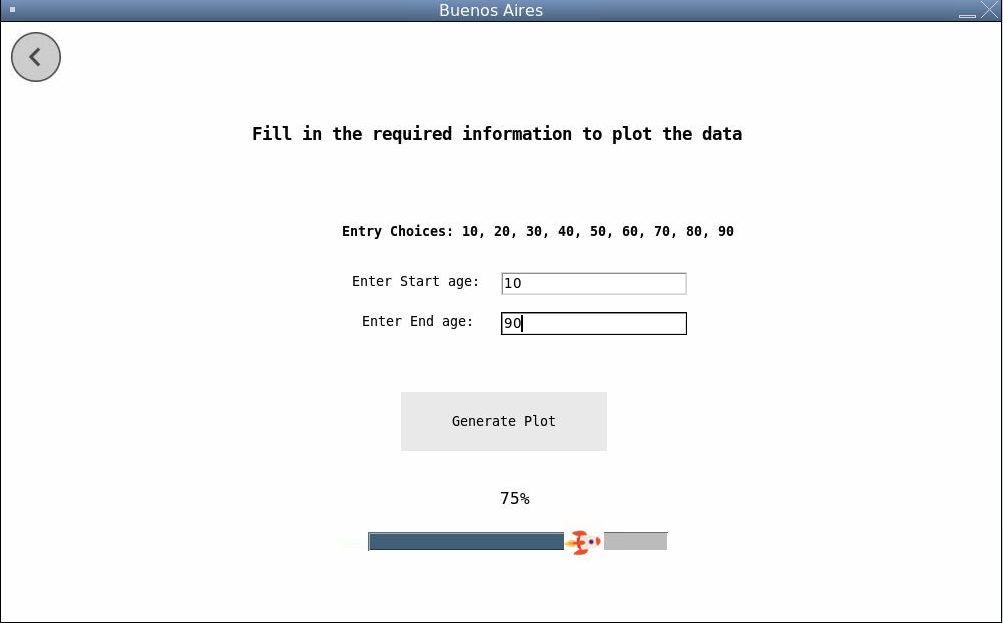 Buenos Aires
Fill in the required information to plot the data
Entry Choices: 10, 20, 30, 40, 50, 60, 70, 80, 90
Enter Start age: 10
Enter End age: 90
Generate Plot
75%